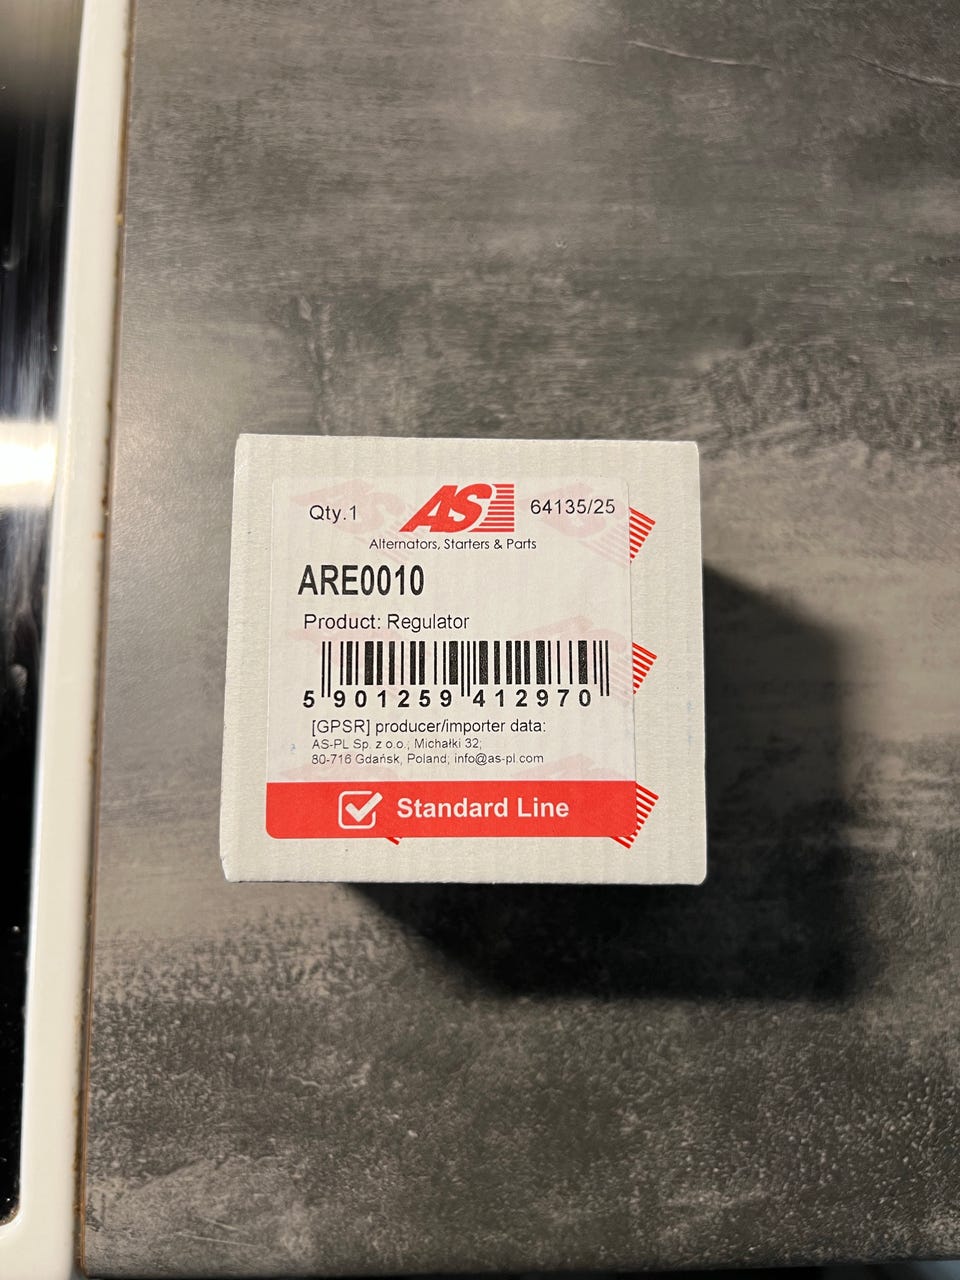 Qty.1
AS
64135/25
Alternators, Starters & Parts
ARE0010
Product: Regulator
5 901259 412970
[GPSR] producer/importer data:
AS-PL Sp. z o.o.; Michałki 32;
80-716 Gdańsk, Poland; info@as-pl.com
Standard Line